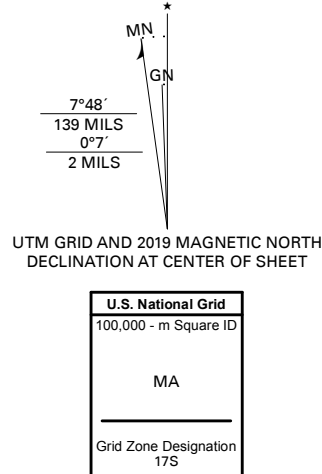 ★
MN
GN
7°48´
139 MILS
0°7´
2 MILS
UTM GRID AND 2019 MAGNETIC NORTH
DECLINATION AT CENTER OF SHEET
U.S. National Grid
100,000 - m Square ID
MA
Grid Zone Designation
17S